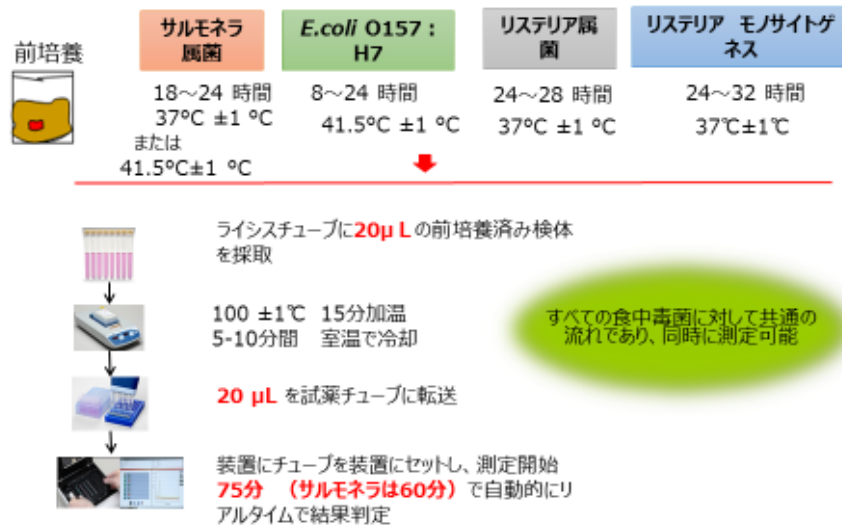 前培養
サルモネラ
属菌
E.coli O157：
H7
リステリア属
菌
リステリア モノサイトゲ
ネス
18～24 時間
37°C ±1 °C
または
41.5°C±1 °C
8～24 時間
41.5°C ±1 °C
24～28 時間
37°C ±1 °C
24～32 時間
37℃±1℃
ライシスチューブに20μ Lの前培養済み検体
を採取
100 ±1℃ 15分加温
5-10分間 室温で冷却
すべての食中毒菌に対して共通の
流れであり、同時に測定可能
20 μL を試薬チューブに転送
装置にチューブを装置にセットし、測定開始
75分 （サルモネラは60分）で自動的にリ
アルタイムで結果判定